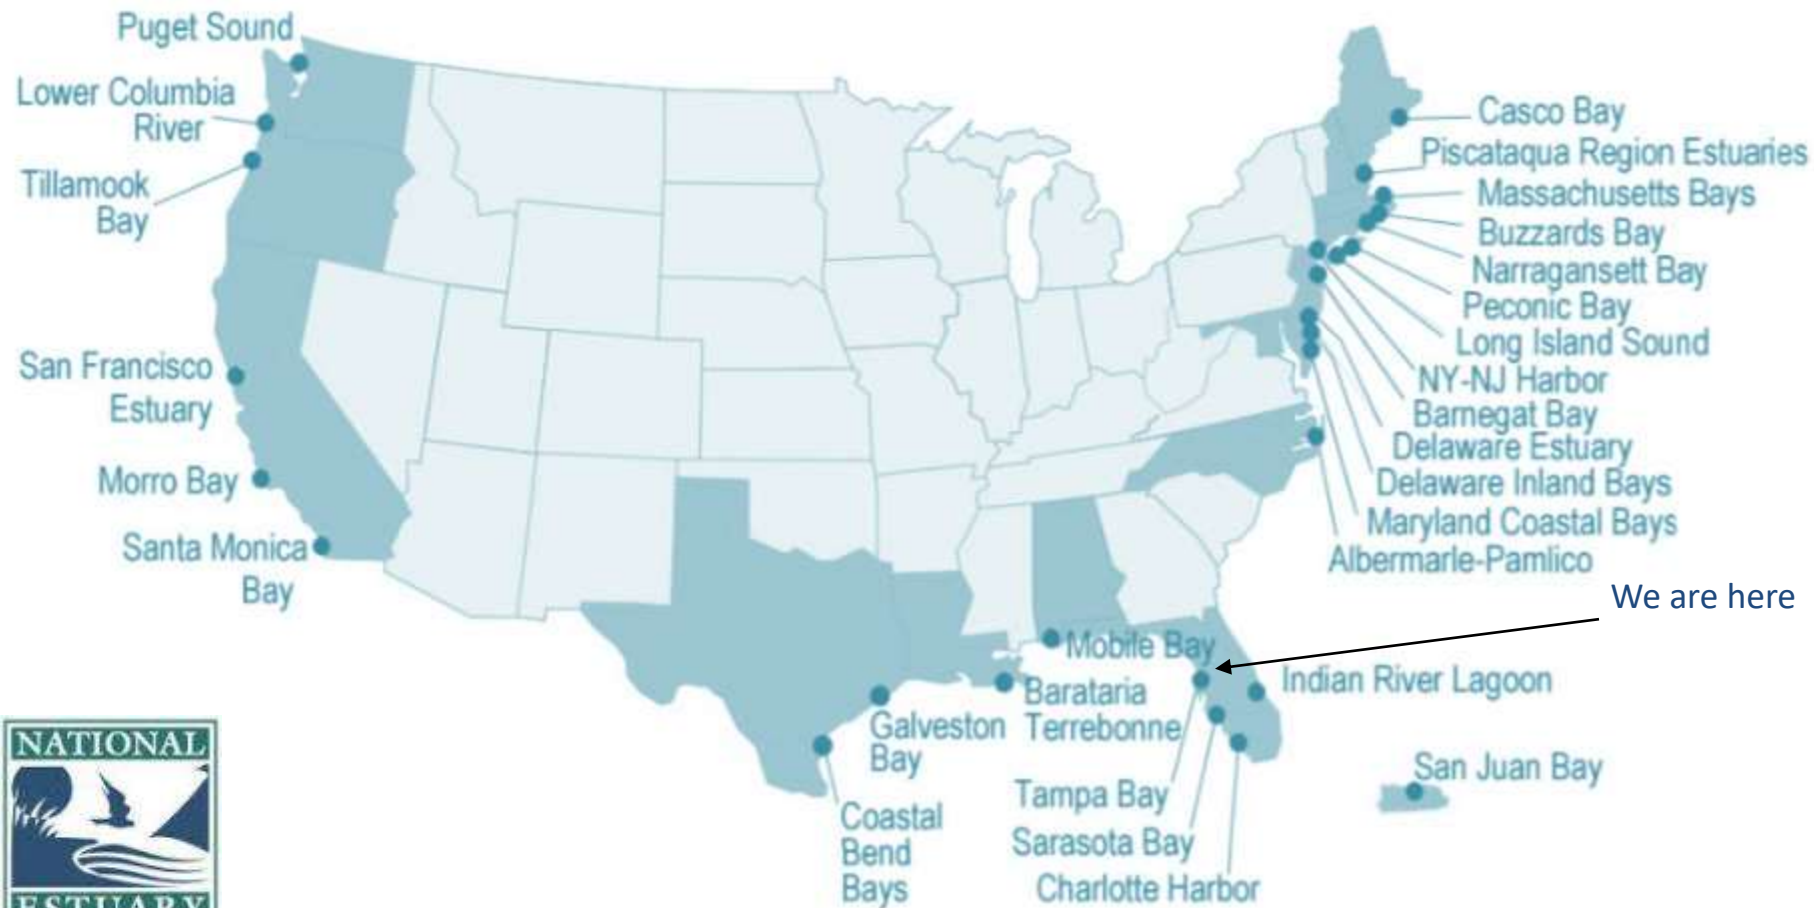 Puget Sound
Lower Columbia
River
Tillamook
Bay
San Francisco
Estuary
Morro Bay
Santa Monica
Bay
Casco Bay
Piscataqua Region Estuaries
Massachusetts Bays
Buzzards Bay
Narragansett Bay
Peconic Bay
Long Island Sound
NY-NJ Harbor
Barnegat Bay
Delaware Estuary
Delaware Inland Bays
Maryland Coastal Bays
Albermarle-Pamlico
We are here
Mobile Bay
Indian River Lagoon
Barataria
Terrebonne
Galveston
Bay
Coastal
Bend
Bays
Tampa Bay
Sarasota Bay
Charlotte Harbor
San Juan Bay
NATIONAL
ESTUARY